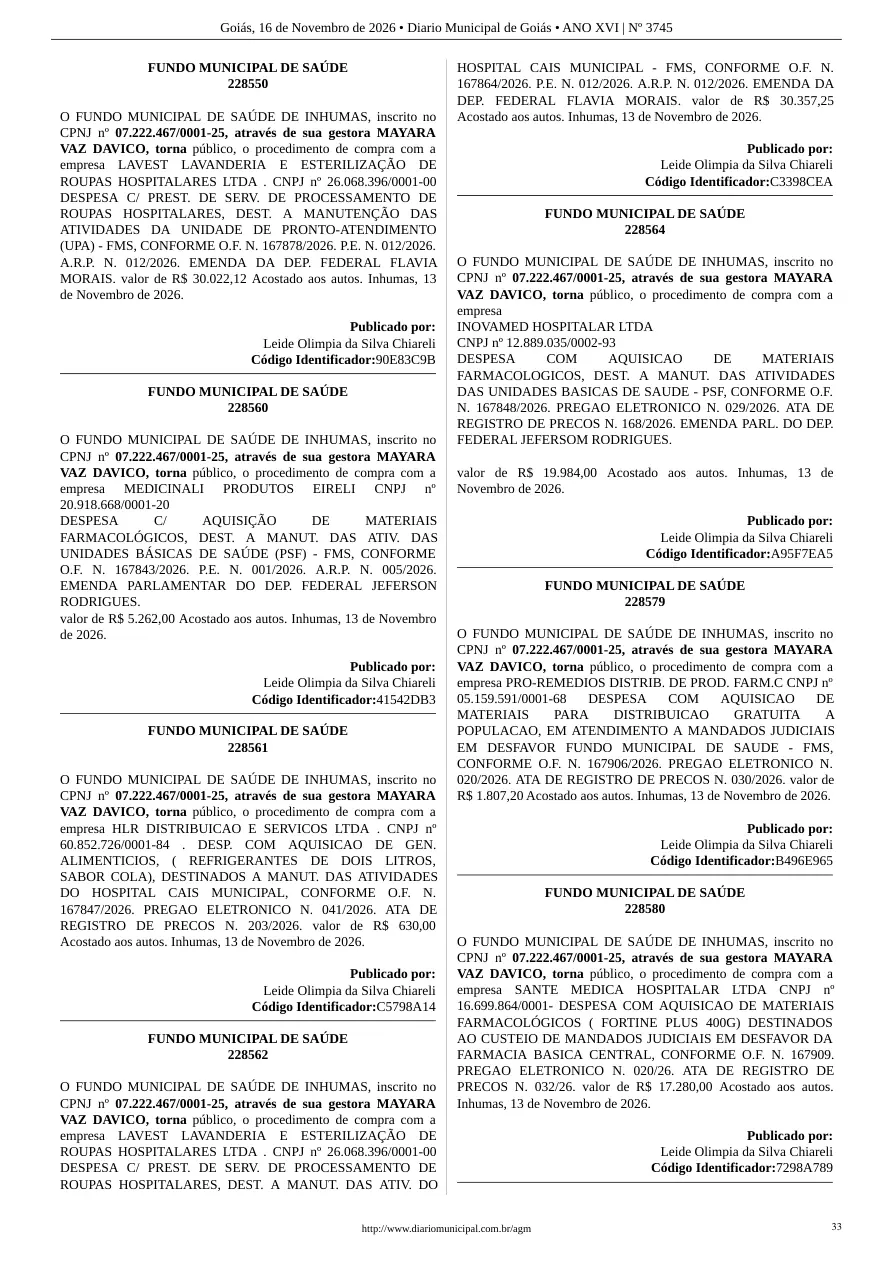 Goiás, 16 de Novembro de 2026 • Diario Municipal de Goiás • ANO XVI | Nº 3745
FUNDO MUNICIPAL DE SAÚDE
228550
O FUNDO MUNICIPAL DE SAÚDE DE INHUMAS, inscrito no
CPNJ nº 07.222.467/0001-25, através de sua gestora MAYARA
VAZ DAVICO, torna público, o procedimento de compra com a
empresa LAVEST LAVANDERIA E ESTERILIZAÇÃO DE
ROUPAS HOSPITALARES LTDA . CNPJ nº 26.068.396/0001-00
DESPESA C/ PREST. DE SERV. DE PROCESSAMENTO DE
ROUPAS HOSPITALARES, DEST. A MANUTENÇÃO DAS
ATIVIDADES DA UNIDADE DE PRONTO-ATENDIMENTO
(UPA) - FMS, CONFORME O.F. N. 167878/2026. P.E. N. 012/2026.
A.R.P. N. 012/2026. EMENDA DA DEP. FEDERAL FLAVIA
MORAIS. valor de R$ 30.022,12 Acostado aos autos. Inhumas, 13
de Novembro de 2026.
Publicado por:
Leide Olimpia da Silva Chiareli
Código Identificador:90E83C9B
FUNDO MUNICIPAL DE SAÚDE
228560
O FUNDO MUNICIPAL DE SAÚDE DE INHUMAS, inscrito no
CPNJ nº 07.222.467/0001-25, através de sua gestora MAYARA
VAZ DAVICO, torna público, o procedimento de compra com a
empresa MEDICINALI PRODUTOS EIRELI CNPJ nº
20.918.668/0001-20
DESPESA C/ AQUISIÇÃO DE MATERIAIS
FARMACOLÓGICOS, DEST. A MANUT. DAS ATIV. DAS
UNIDADES BÁSICAS DE SAÚDE (PSF) - FMS, CONFORME
O.F. N. 167843/2026. P.E. N. 001/2026. A.R.P. N. 005/2026.
EMENDA PARLAMENTAR DO DEP. FEDERAL JEFERSON
RODRIGUES.
valor de R$ 5.262,00 Acostado aos autos. Inhumas, 13 de Novembro
de 2026.
Publicado por:
Leide Olimpia da Silva Chiareli
Código Identificador:41542DB3
FUNDO MUNICIPAL DE SAÚDE
228561
O FUNDO MUNICIPAL DE SAÚDE DE INHUMAS, inscrito no
CPNJ nº 07.222.467/0001-25, através de sua gestora MAYARA
VAZ DAVICO, torna público, o procedimento de compra com a
empresa HLR DISTRIBUICAO E SERVICOS LTDA . CNPJ nº
60.852.726/0001-84 . DESP. COM AQUISICAO DE GEN.
ALIMENTICIOS, ( REFRIGERANTES DE DOIS LITROS,
SABOR COLA), DESTINADOS A MANUT. DAS ATIVIDADES
DO HOSPITAL CAIS MUNICIPAL, CONFORME O.F. N.
167847/2026. PREGAO ELETRONICO N. 041/2026. ATA DE
REGISTRO DE PRECOS N. 203/2026. valor de R$ 630,00
Acostado aos autos. Inhumas, 13 de Novembro de 2026.
Publicado por:
Leide Olimpia da Silva Chiareli
Código Identificador:C5798A14
FUNDO MUNICIPAL DE SAÚDE
228562
O FUNDO MUNICIPAL DE SAÚDE DE INHUMAS, inscrito no
CPNJ nº 07.222.467/0001-25, através de sua gestora MAYARA
VAZ DAVICO, torna público, o procedimento de compra com a
empresa LAVEST LAVANDERIA E ESTERILIZAÇÃO DE
ROUPAS HOSPITALARES LTDA . CNPJ nº 26.068.396/0001-00
DESPESA C/ PREST. DE SERV. DE PROCESSAMENTO DE
ROUPAS HOSPITALARES, DEST. A MANUT. DAS ATIV. DO
HOSPITAL CAIS MUNICIPAL - FMS, CONFORME O.F. N.
167864/2026. P.E. N. 012/2026. A.R.P. N. 012/2026. EMENDA DA
DEP. FEDERAL FLAVIA MORAIS. valor de R$ 30.357,25
Acostado aos autos. Inhumas, 13 de Novembro de 2026.
Publicado por:
Leide Olimpia da Silva Chiareli
Código Identificador:C3398CEA
FUNDO MUNICIPAL DE SAÚDE
228564
O FUNDO MUNICIPAL DE SAÚDE DE INHUMAS, inscrito no
CPNJ nº 07.222.467/0001-25, através de sua gestora MAYARA
VAZ DAVICO, torna público, o procedimento de compra com a
empresa
INOVAMED HOSPITALAR LTDA
CNPJ nº 12.889.035/0002-93
DESPESA COM AQUISICAO DE MATERIAIS
FARMACOLOGICOS, DEST. A MANUT. DAS ATIVIDADES
DAS UNIDADES BASICAS DE SAUDE - PSF, CONFORME O.F.
N. 167848/2026. PREGAO ELETRONICO N. 029/2026. ATA DE
REGISTRO DE PRECOS N. 168/2026. EMENDA PARL. DO DEP.
FEDERAL JEFERSOM RODRIGUES.
valor de R$ 19.984,00 Acostado aos autos. Inhumas, 13 de
Novembro de 2026.
Publicado por:
Leide Olimpia da Silva Chiareli
Código Identificador:A95F7EA5
FUNDO MUNICIPAL DE SAÚDE
228579
O FUNDO MUNICIPAL DE SAÚDE DE INHUMAS, inscrito no
CPNJ nº 07.222.467/0001-25, através de sua gestora MAYARA
VAZ DAVICO, torna público, o procedimento de compra com a
empresa PRO-REMEDIOS DISTRIB. DE PROD. FARM.C CNPJ nº
05.159.591/0001-68 DESPESA COM AQUISICAO DE
MATERIAIS PARA DISTRIBUICAO GRATUITA A
POPULACAO, EM ATENDIMENTO A MANDADOS JUDICIAIS
EM DESFAVOR FUNDO MUNICIPAL DE SAUDE - FMS,
CONFORME O.F. N. 167906/2026. PREGAO ELETRONICO N.
020/2026. ATA DE REGISTRO DE PRECOS N. 030/2026. valor de
R$ 1.807,20 Acostado aos autos. Inhumas, 13 de Novembro de 2026.
Publicado por:
Leide Olimpia da Silva Chiareli
Código Identificador:B496E965
FUNDO MUNICIPAL DE SAÚDE
228580
O FUNDO MUNICIPAL DE SAÚDE DE INHUMAS, inscrito no
CPNJ nº 07.222.467/0001-25, através de sua gestora MAYARA
VAZ DAVICO, torna público, o procedimento de compra com a
empresa SANTE MEDICA HOSPITALAR LTDA CNPJ nº
16.699.864/0001- DESPESA COM AQUISICAO DE MATERIAIS
FARMACOLÓGICOS ( FORTINE PLUS 400G) DESTINADOS
AO CUSTEIO DE MANDADOS JUDICIAIS EM DESFAVOR DA
FARMACIA BASICA CENTRAL, CONFORME O.F. N. 167909.
PREGAO ELETRONICO N. 020/26. ATA DE REGISTRO DE
PRECOS N. 032/26. valor de R$ 17.280,00 Acostado aos autos.
Inhumas, 13 de Novembro de 2026.
Publicado por:
Leide Olimpia da Silva Chiareli
Código Identificador:7298A789
http://www.diariomunicipal.com.br/agm
33